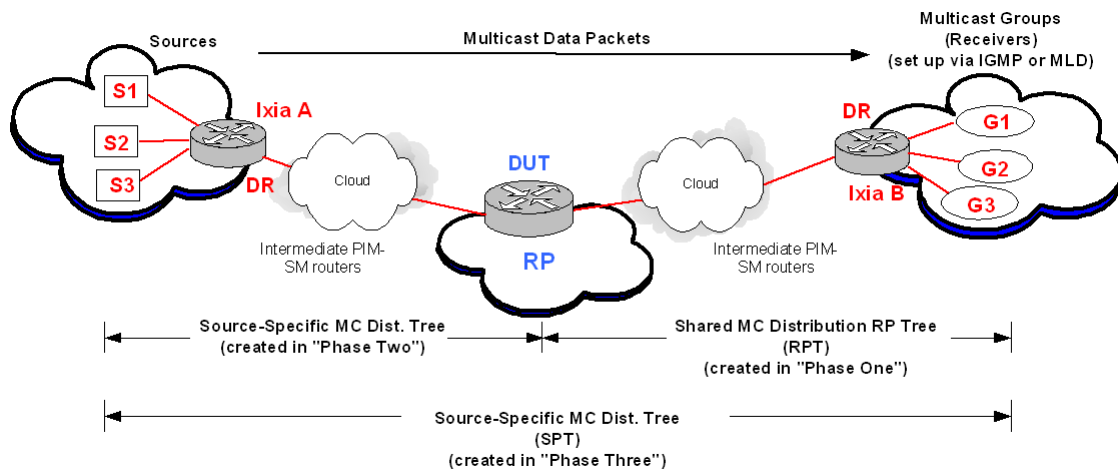 Sources
Multicast Data Packets
Multicast Groups
(Receivers)
(set up via IGMP or MLD)
S1
S2
S3
Ixia A
DR
Cloud
Intermediate PIM-
SM routers
DUT
RP
Cloud
Intermediate PIM-
SM routers
DR
Ixia B
G1
G2
G3
Source-Specific MC Dist. Tree
(created in "Phase Two")
Shared MC Distribution RP Tree
(RPT)
(created in "Phase One")
Source-Specific MC Dist. Tree
(SPT)
(created in "Phase Three")